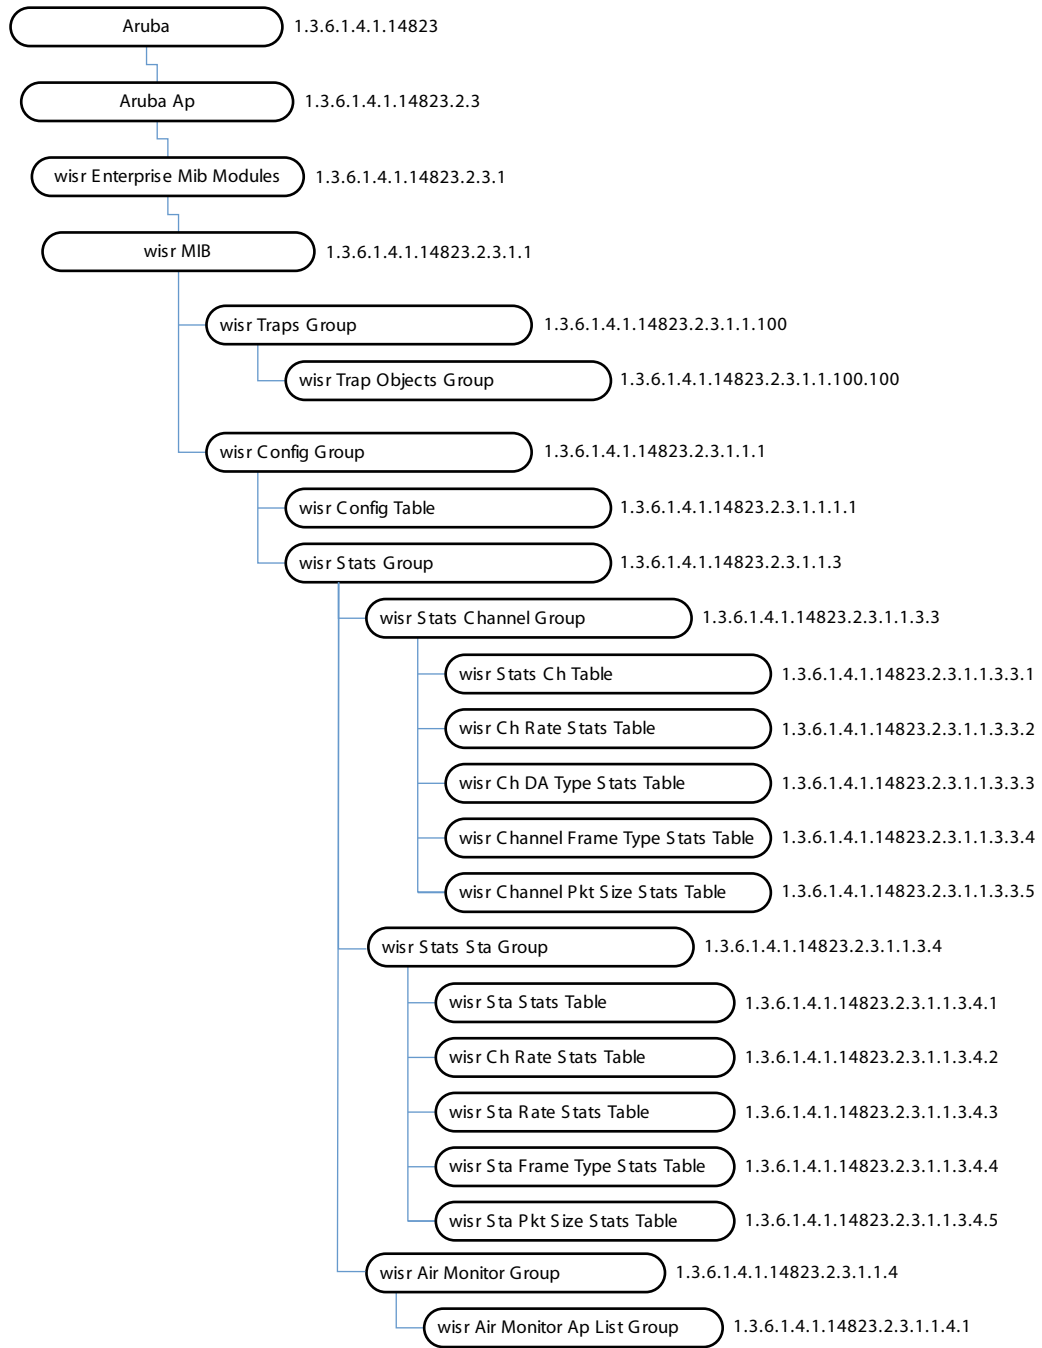 Aruba 1.3.6.1.4.1.14823
Aruba Ap 1.3.6.1.4.1.14823.2.3
wisr Enterprise Mib Modules 1.3.6.1.4.1.14823.2.3.1
wisr MIB 1.3.6.1.4.1.14823.2.3.1.1
wisr Traps Group 1.3.6.1.4.1.14823.2.3.1.1.100
wisr Trap Objects Group 1.3.6.1.4.1.14823.2.3.1.1.100.100
wisr Config Group 1.3.6.1.4.1.14823.2.3.1.1.1
wisr Config Table 1.3.6.1.4.1.14823.2.3.1.1.1.1
wisr Stats Group 1.3.6.1.4.1.14823.2.3.1.1.3
wisr Stats Channel Group 1.3.6.1.4.1.14823.2.3.1.1.3.3
wisr Stats Ch Table 1.3.6.1.4.1.14823.2.3.1.1.3.3.1
wisr Ch Rate Stats Table 1.3.6.1.4.1.14823.2.3.1.1.3.3.2
wisr Ch DA Type Stats Table 1.3.6.1.4.1.14823.2.3.1.1.3.3.3
wisr Channel Frame Type Stats Table 1.3.6.1.4.1.14823.2.3.1.1.3.3.4
wisr Channel Pkt Size Stats Table 1.3.6.1.4.1.14823.2.3.1.1.3.3.5
wisr Stats Sta Group 1.3.6.1.4.1.14823.2.3.1.1.3.4
wisr Sta Stats Table 1.3.6.1.4.1.14823.2.3.1.1.3.4.1
wisr Ch Rate Stats Table 1.3.6.1.4.1.14823.2.3.1.1.3.4.2
wisr Sta Rate Stats Table 1.3.6.1.4.1.14823.2.3.1.1.3.4.3
wisr Sta Frame Type Stats Table 1.3.6.1.4.1.14823.2.3.1.1.3.4.4
wisr Sta Pkt Size Stats Table 1.3.6.1.4.1.14823.2.3.1.1.3.4.5
wisr Air Monitor Group 1.3.6.1.4.1.14823.2.3.1.1.4
wisr Air Monitor Ap List Group 1.3.6.1.4.1.14823.2.3.1.1.4.1